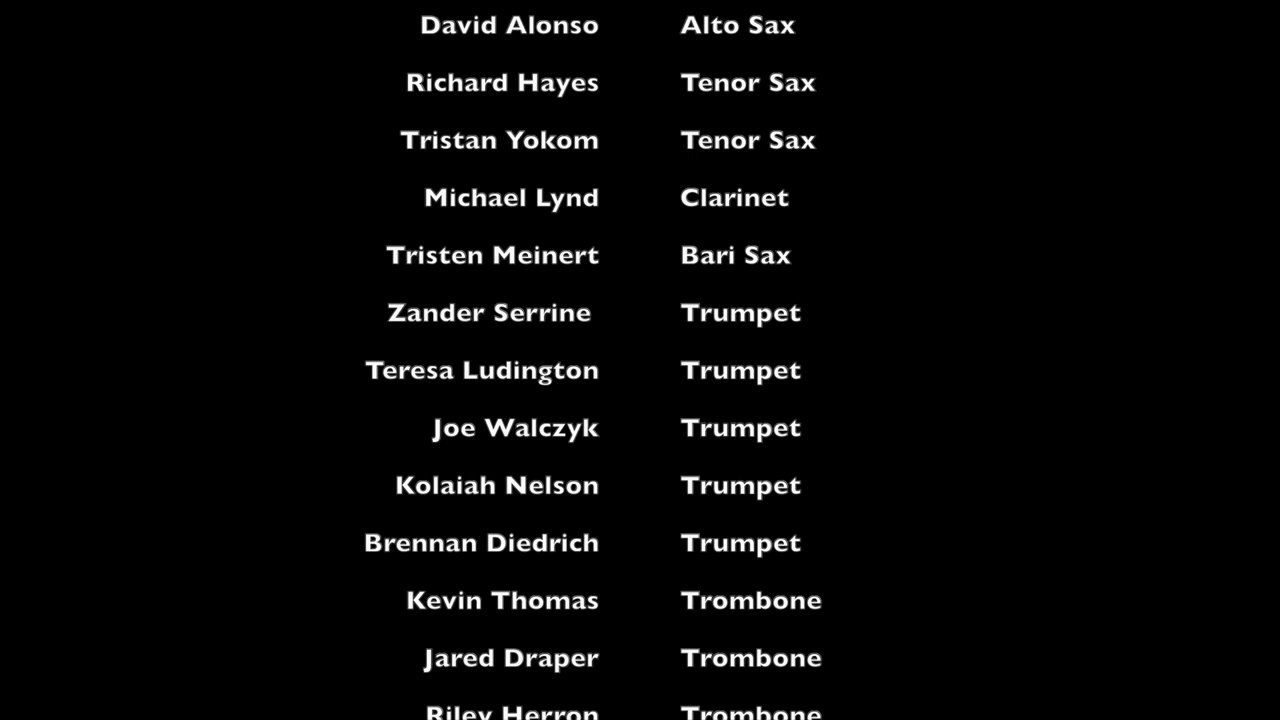 David Alonso Alto Sax
Richard Hayes Tenor Sax
Tristan Yokom Tenor Sax
Michael Lynd Clarinet
Tristen Meinert Bari Sax
Zander Serrine Trumpet
Teresa Ludington Trumpet
Joe Walczyk Trumpet
Kolaiah Nelson Trumpet
Brennan Diedrich Trumpet
Kevin Thomas Trombone
Jared Draper Trombone
Riley Herron Trombone